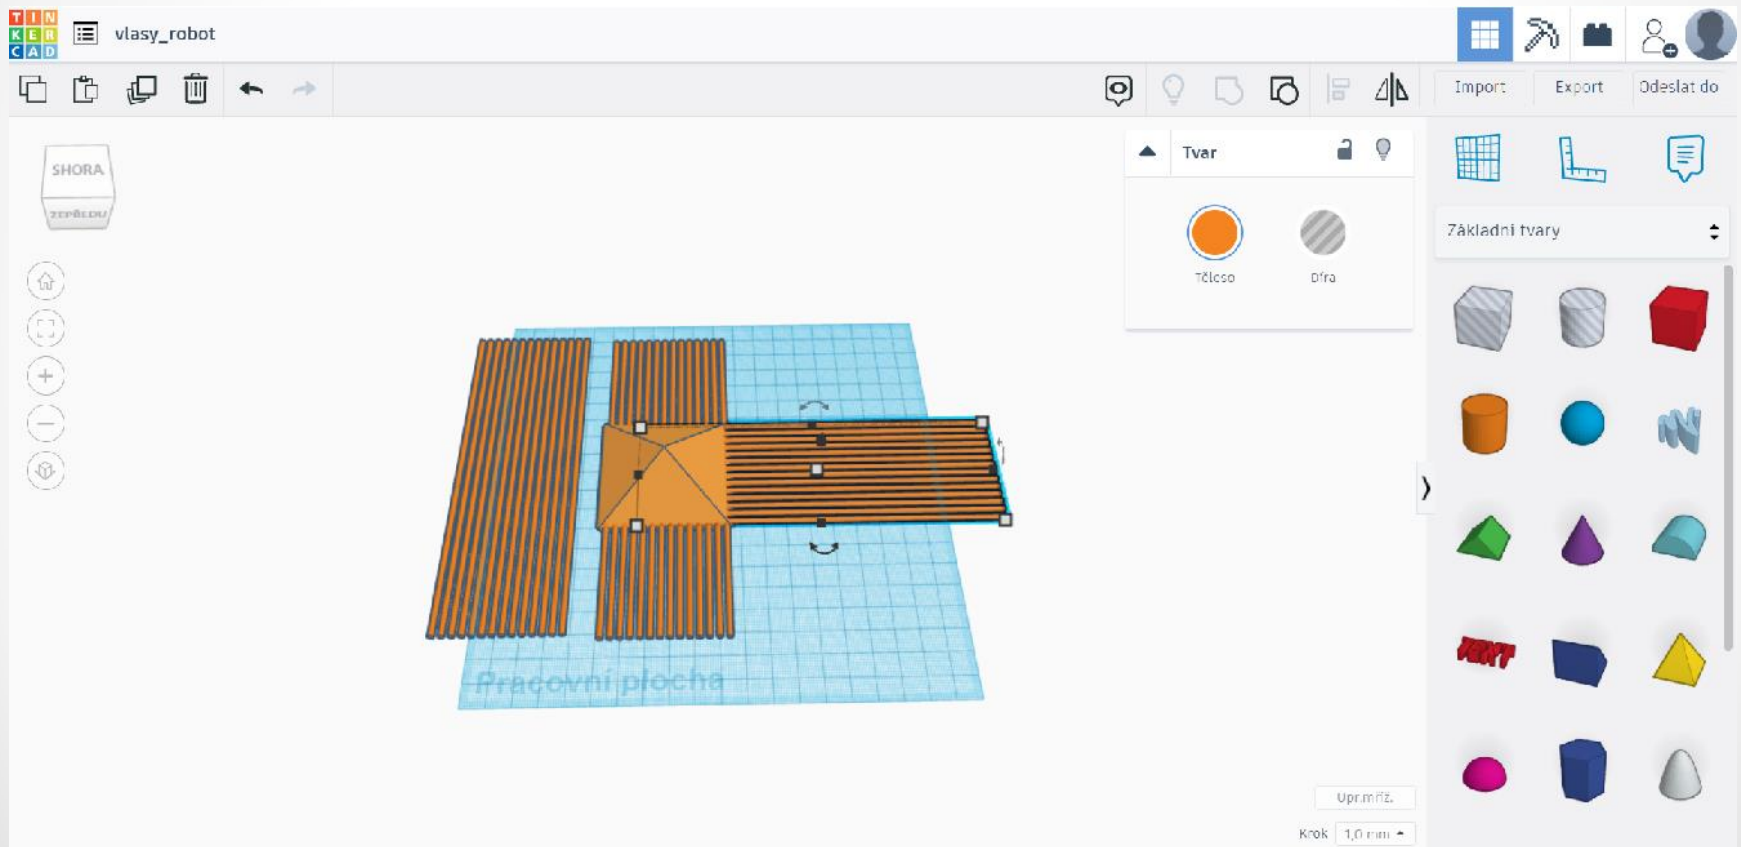 TIN
KER
CAD
vlasy_robot
Import
Export
Odeslat do
SHORA
ZEPŘEDU
Tvar
Těleso
Díra
Základní tvary
TEXT
Pracovní plocha
Upr.mříž.
Krok
1,0 mm